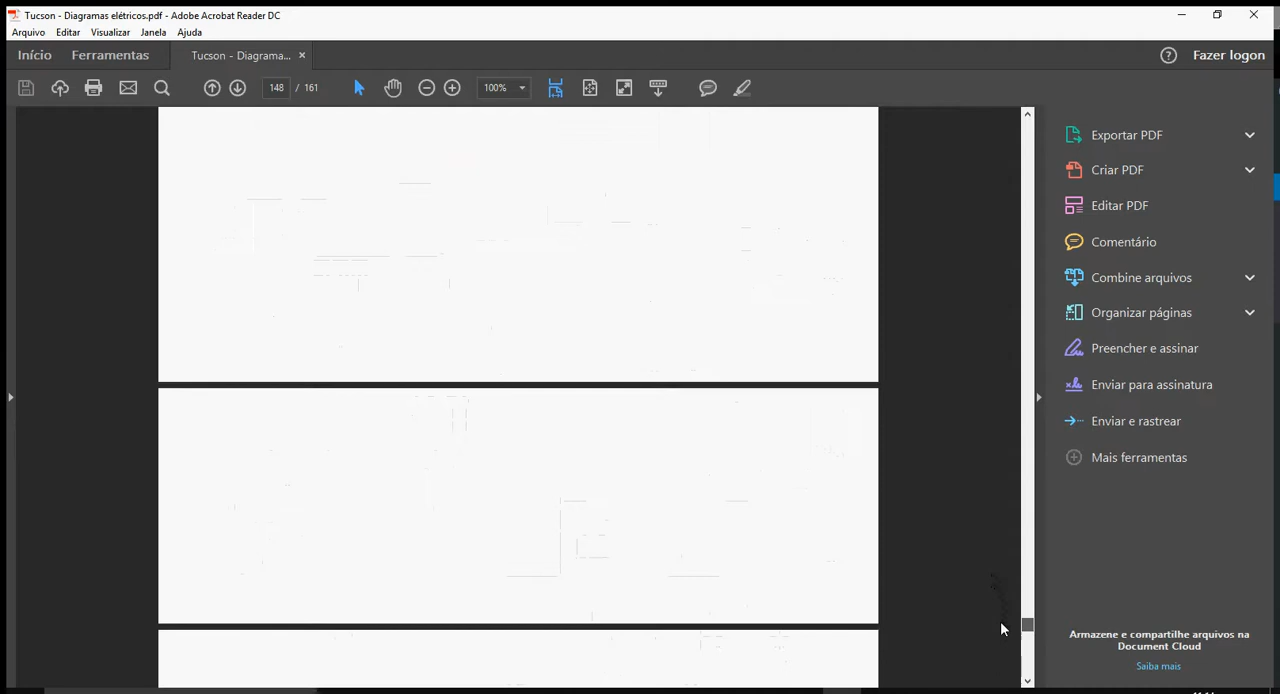 Tucson - Diagramas elétricos.pdf - Adobe Acrobat Reader DC
Arquivo Editar Visualizar Janela Ajuda
Início Ferramentas Tucson - Diagrama... × Fazer logon
148 / 161 100%
Exportar PDF
Criar PDF
Editar PDF
Comentário
Combine arquivos
Organizar páginas
Preencher e assinar
Enviar para assinatura
Enviar e rastrear
Mais ferramentas
Armazene e compartilhe arquivos na
Document Cloud
Saiba mais